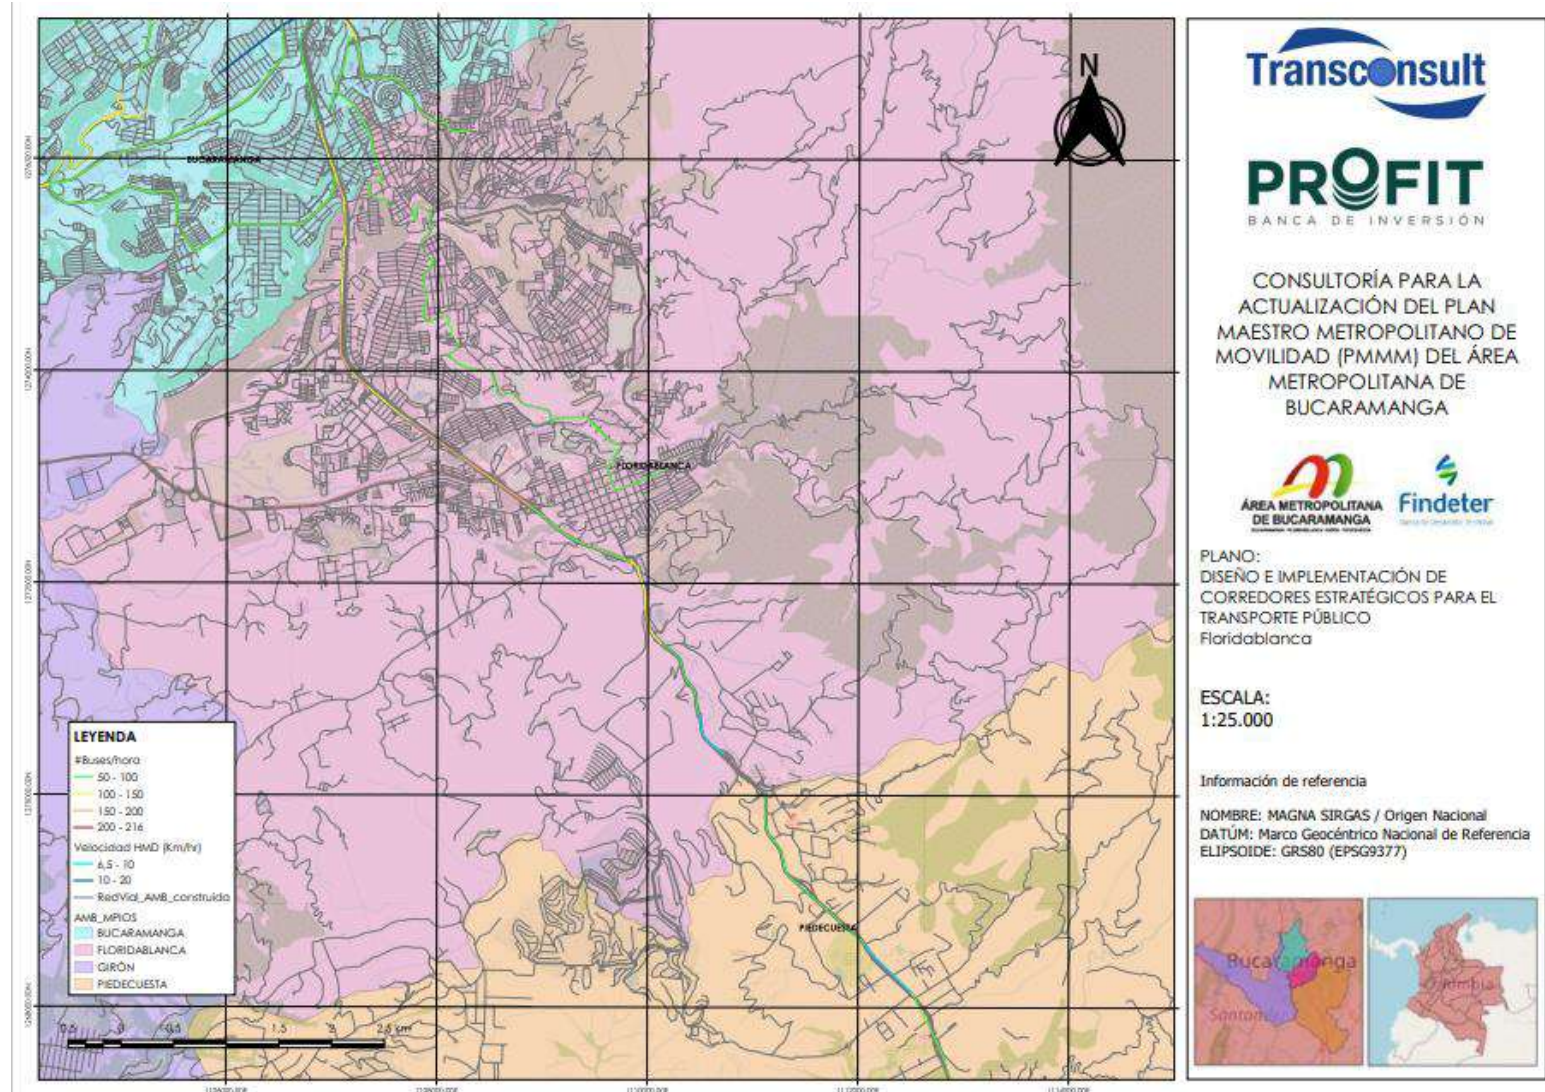 BUCARAMANGA
FLORIDABLANCA
PIEDECUESTA
N
LEYENDA
#Buses/hora
50 - 100
100 - 150
150 - 200
200 - 216
Velocidad HMD (Km/hr)
6,5 - 10
10 - 20
RedVial_AMB_construida
AMB_MPIOS
BUCARAMANGA
FLORIDABLANCA
GIRÓN
PIEDECUESTA
0.5 0 0.5 1.5 2 2.5 km
Transconsult
PROFIT
BANCA DE INVERSIÓN
CONSULTORÍA PARA LA
ACTUALIZACIÓN DEL PLAN
MAESTRO METROPOLITANO DE
MOVILIDAD (PMMM) DEL ÁREA
METROPOLITANA DE
BUCARAMANGA
ÁREA METROPOLITANA
DE BUCARAMANGA
Findeter
PLANO:
DISEÑO E IMPLEMENTACIÓN DE
CORREDORES ESTRATÉGICOS PARA EL
TRANSPORTE PÚBLICO
Floridablanca
ESCALA:
1:25.000
Información de referencia
NOMBRE: MAGNA SIRGAS / Origen Nacional
DATÚM: Marco Geocéntrico Nacional de Referencia
ELIPSOIDE: GRS80 (EPSG9377)
Bucaramanga